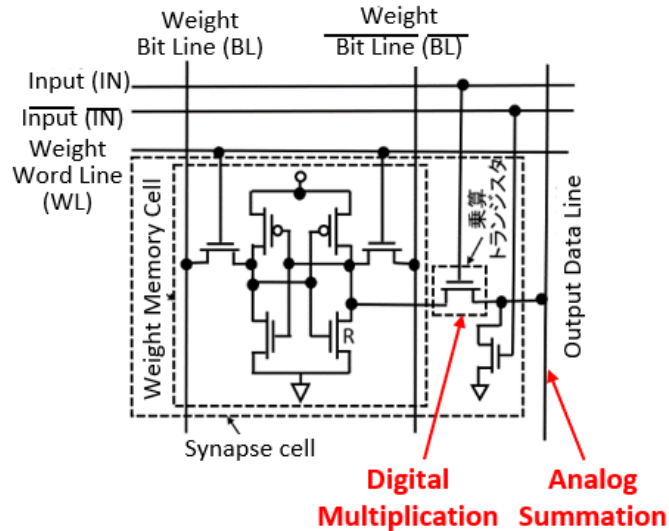 Weight
Bit Line (BL)
Weight
Bit Line (BL)
Input (IN)
Input (IN)
Weight
Word Line
(WL)
Weight Memory Cell
乗算
トランジスタ
Output Data Line
R
Synapse cell
Digital
Multiplication
Analog
Summation